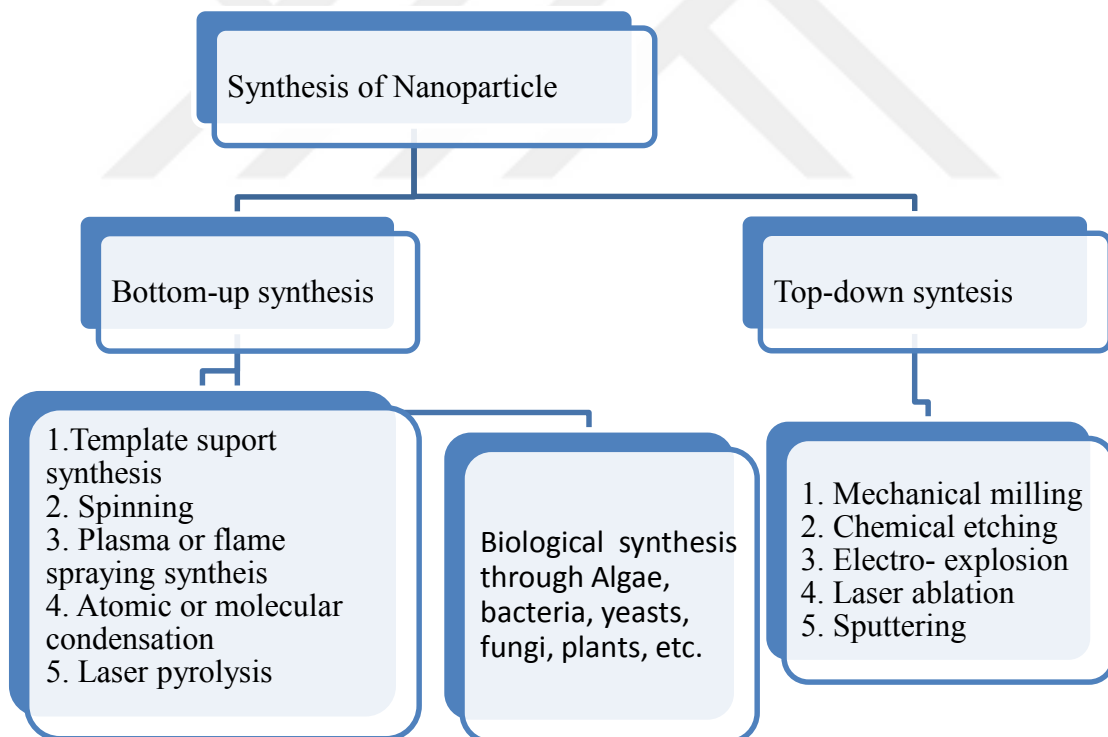 Synthesis of Nanoparticle
Bottom-up synthesis
Top-down syntesis
1.Template suport
synthesis
2. Spinning
3. Plasma or flame
spraying syntheis
4. Atomic or molecular
condensation
5. Laser pyrolysis
Biological synthesis
through Algae,
bacteria, yeasts,
fungi, plants, etc.
1. Mechanical milling
2. Chemical etching
3. Electro- explosion
4. Laser ablation
5. Sputtering